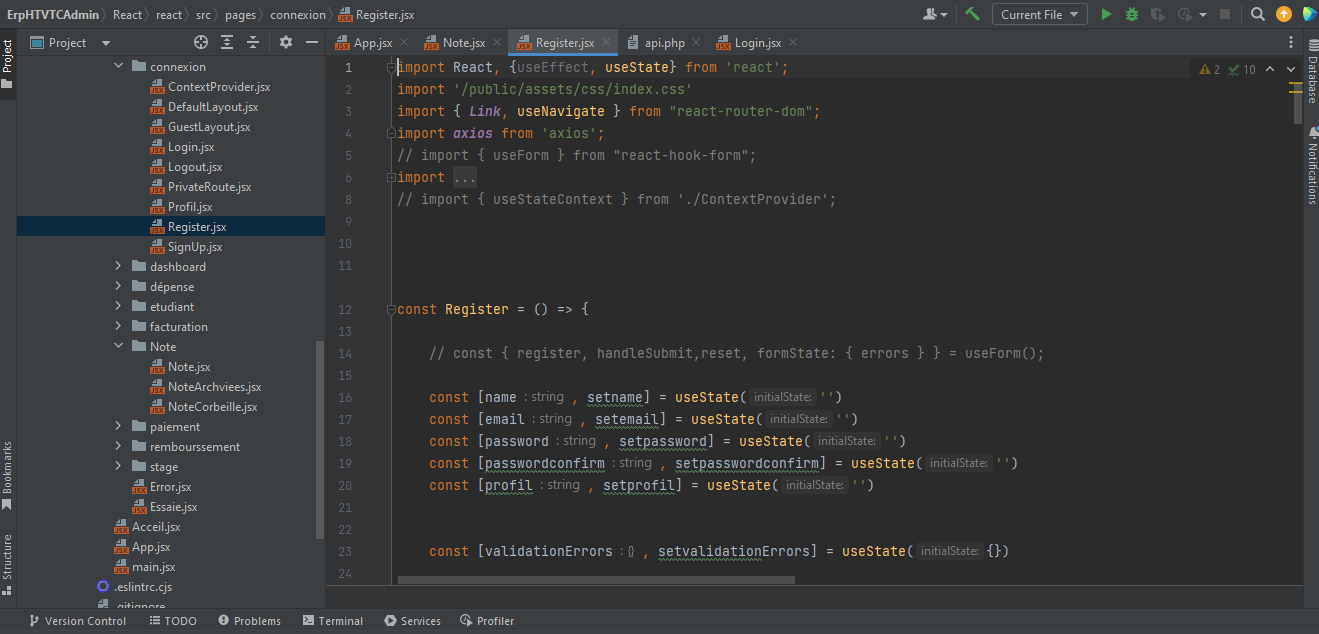 ErpHTVTCAdmin React react src pages connexion Register.jsx Current File
Project
App.jsx Note.jsx Register.jsx api.php Login.jsx
Project
Bookmarks
Structure
Database
Notifications
connexion
ContextProvider.jsx
DefaultLayout.jsx
GuestLayout.jsx
Login.jsx
Logout.jsx
PrivateRoute.jsx
Profil.jsx
Register.jsx
SignUp.jsx
dashboard
dépense
etudiant
facturation
Note
Note.jsx
NoteArchviees.jsx
NoteCorbeille.jsx
paiement
remboursssement
stage
Error.jsx
Essaie.jsx
Acceil.jsx
App.jsx
main.jsx
.eslintrc.cjs
.gitignore
2 10
1 import React, {useEffect, useState} from 'react';
2 import '/public/assets/css/index.css'
3 import { Link, useNavigate } from "react-router-dom";
4 import axios from 'axios';
5 // import { useForm } from "react-hook-form";
6 import ...
8 // import { useStateContext } from './ContextProvider';
9
10
11
12 const Register = () => {
13
14 // const { register, handleSubmit,reset, formState: { errors } } = useForm();
15
16 const [name : string , setname] = useState( initialState: '')
17 const [email : string , setemail] = useState( initialState: '')
18 const [password : string , setpassword] = useState( initialState: '')
19 const [passwordconfirm : string , setpasswordconfirm] = useState( initialState: '')
20 const [profil : string , setprofil] = useState( initialState: '')
21
22
23 const [validationErrors : {} , setvalidationErrors] = useState( initialState: {})
24
Version Control TODO Problems Terminal Services Profiler